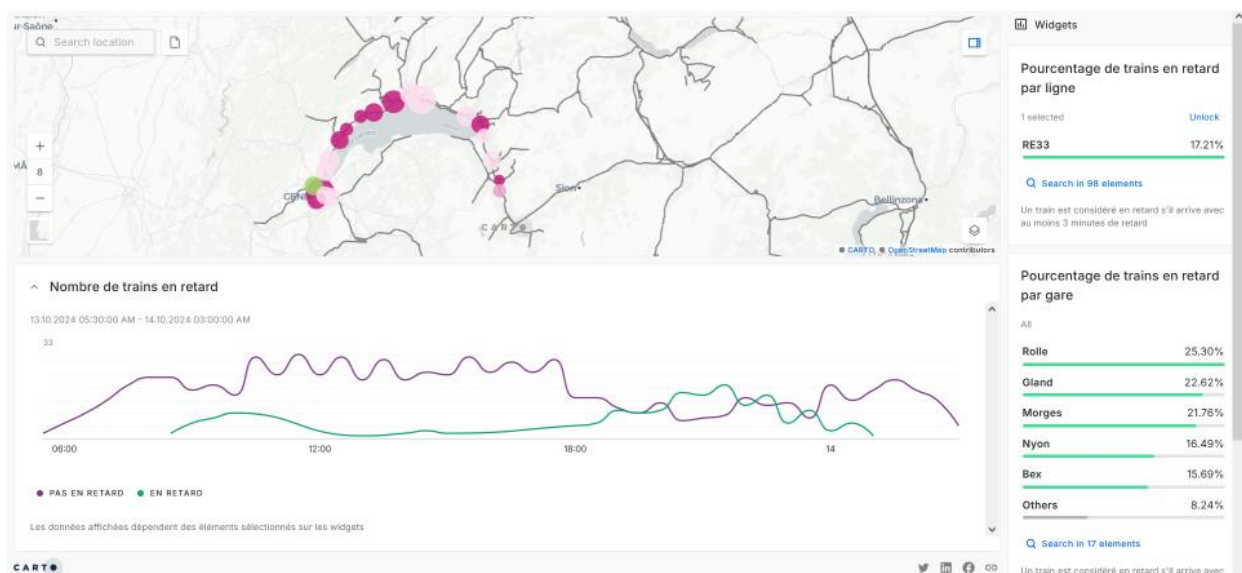 ur-Saône
Search location
+
8
−
GEN
Sion
Bellinzona
CARTO
© CARTO, © OpenStreetMap contributors
Nombre de trains en retard
13.10.2024 05:30:00 AM - 14.10.2024 03:00:00 AM
33
06:00 12:00 18:00 14
PAS EN RETARD EN RETARD
Les données affichées dépendent des éléments sélectionnés sur les widgets
CARTO
Widgets
Pourcentage de trains en retard
par ligne
1 selected Unlock
RE33 17.21%
Search in 98 elements
Un train est considéré en retard s'il arrive avec
au moins 3 minutes de retard
Pourcentage de trains en retard
par gare
All
Rolle 25.30%
Gland 22.62%
Morges 21.76%
Nyon 16.49%
Bex 15.69%
Others 8.24%
Search in 17 elements
Un train est considéré en retard s'il arrive avec